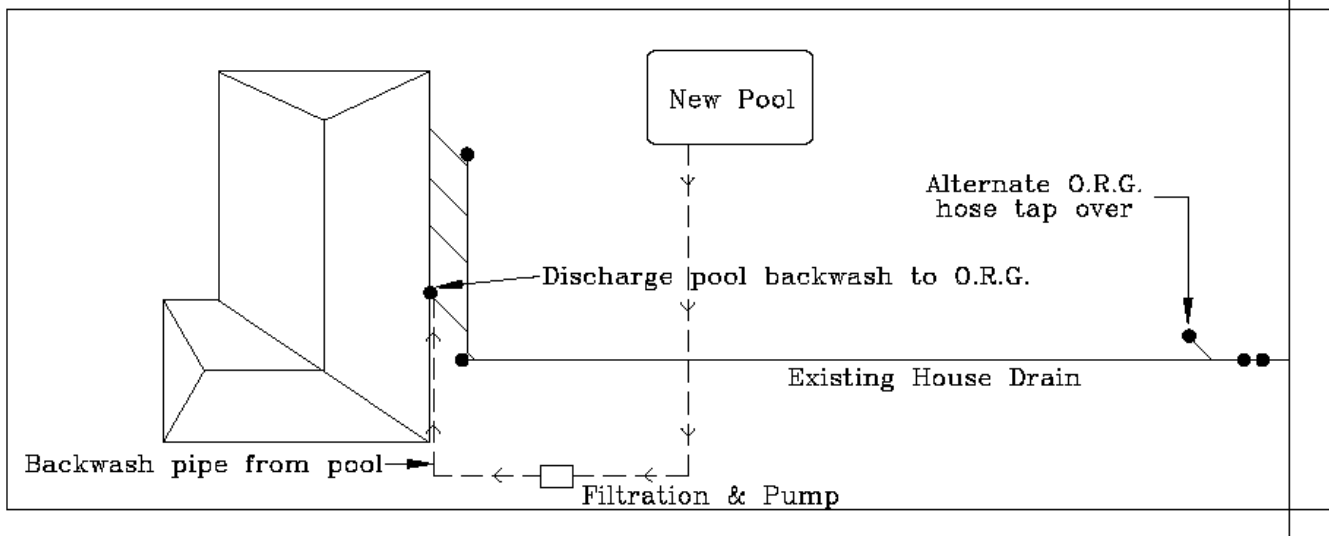 New Pool
Alternate O.R.G.
hose tap over
Discharge pool backwash to O.R.G.
Existing House Drain
Backwash pipe from pool
Filtration & Pump